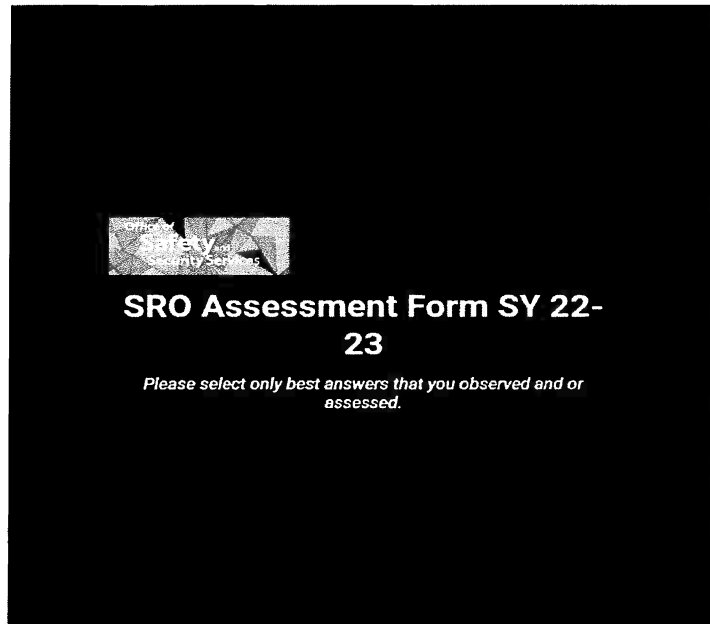 Office of
Safety and
Security Services
SRO Assessment Form SY 22-
23
Please select only best answers that you observed and or
assessed.